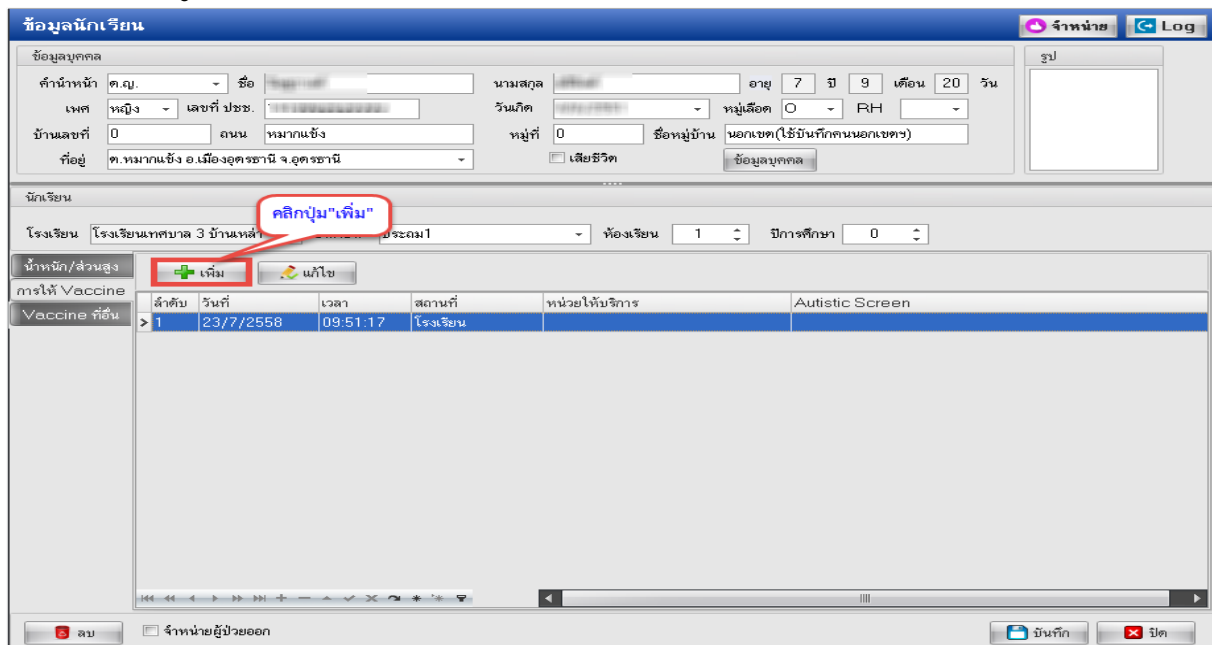 ข้อมูลนักเรียน จำหน่าย Log
ข้อมูลบุคคล รูป
คำนำหน้า ด.ญ. ชื่อ นามสกุล อายุ 7 ปี 9 เดือน 20 วัน
เพศ หญิง เลขที่ ปชช. วันเกิด หมู่เลือด O RH
บ้านเลขที่ 0 ถนน หมากแข้ง หมู่ที่ 0 ชื่อหมู่บ้าน นอกเขต(ใช้บันทึกคนนอกเขตฯ)
ที่อยู่ ต.หมากแข้ง อ.เมืองอุดรธานี จ.อุดรธานี เสียชีวิต ข้อมูลบุคคล
นักเรียน
คลิกปุ่ม"เพิ่ม"
โรงเรียน โรงเรียนเทศบาล 3 บ้านเหล่า ประถม1 ห้องเรียน 1 ปีการศึกษา 0
น้ำหนัก/ส่วนสูง เพิ่ม แก้ไข
การให้ Vaccine
Vaccine ที่อื่น
ลำดับ วันที่ เวลา สถานที่ หน่วยให้บริการ Autistic Screen
1 23/7/2558 09:51:17 โรงเรียน
ลบ จำหน่ายผู้ป่วยออก บันทึก ปิด